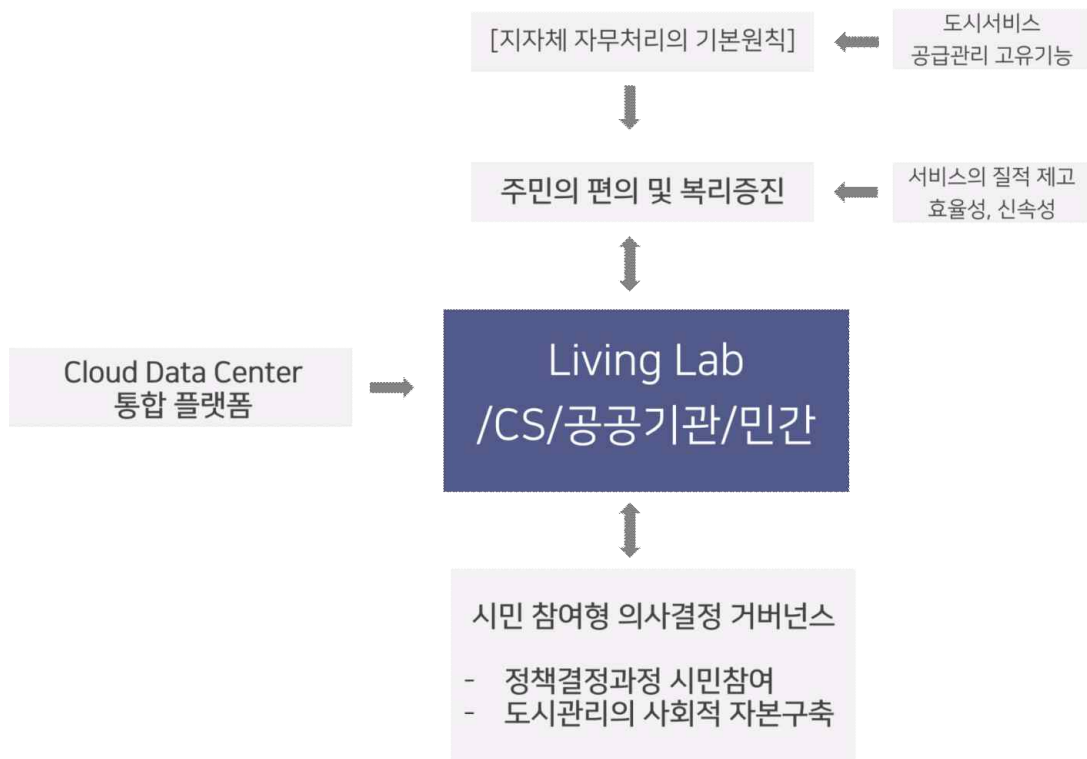 [지자체 자무처리의 기본원칙]
도시서비스
공급관리 고유기능
주민의 편의 및 복리증진
서비스의 질적 제고
효율성, 신속성
Cloud Data Center
통합 플랫폼
Living Lab
/CS/공공기관/민간
시민 참여형 의사결정 거버넌스
- 정책결정과정 시민참여
- 도시관리의 사회적 자본구축